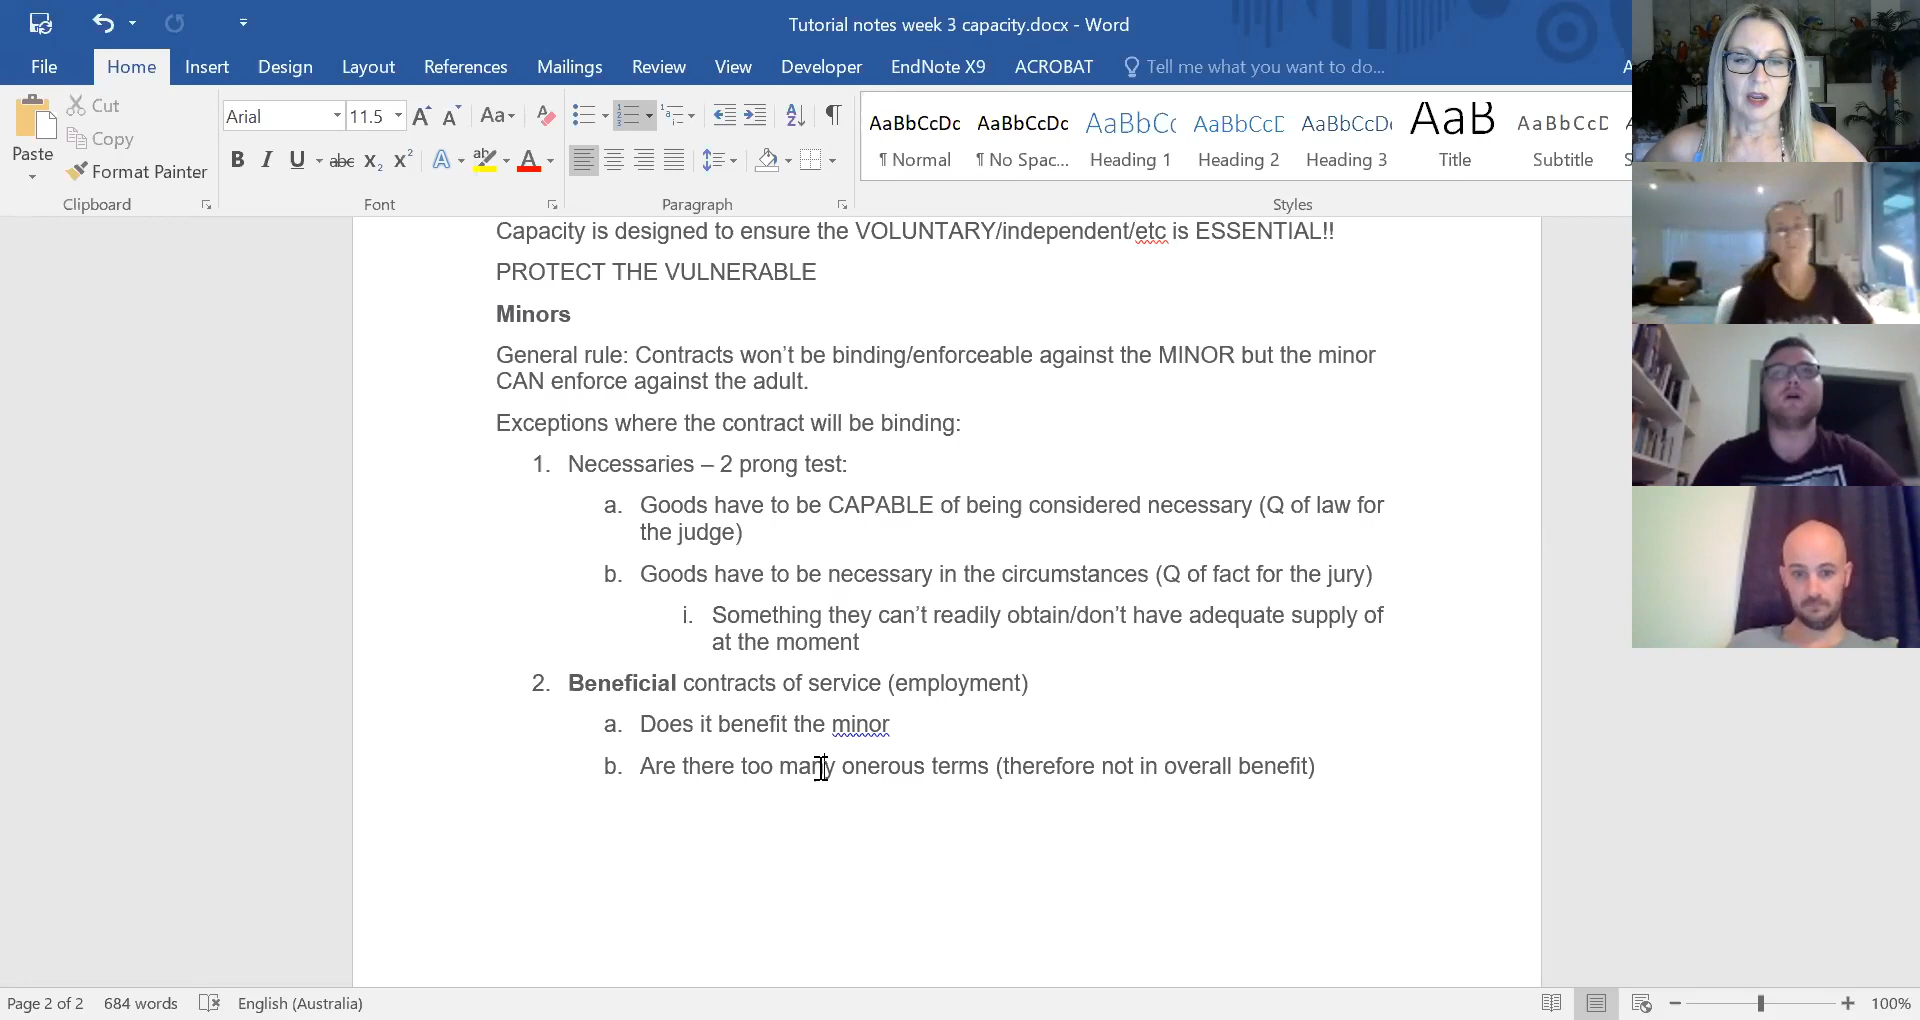 Tutorial notes week 3 capacity.docx - Word
File Home Insert Design Layout References Mailings Review View Developer EndNote X9 ACROBAT Tell me what you want to do...
Paste
Cut
Copy
Format Painter
Clipboard
Arial 11.5
Font
Paragraph
AaBbCcDc AaBbCcDc AaBbCc AaBbCcD AaBbCcDc AaB AaBbCcD
¶ Normal ¶ No Spac... Heading 1 Heading 2 Heading 3 Title Subtitle
Styles
Capacity is designed to ensure the VOLUNTARY/independent/etc is ESSENTIAL!!
PROTECT THE VULNERABLE
Minors
General rule: Contracts won’t be binding/enforceable against the MINOR but the minor
CAN enforce against the adult.
Exceptions where the contract will be binding:
1. Necessaries – 2 prong test:
a. Goods have to be CAPABLE of being considered necessary (Q of law for
the judge)
b. Goods have to be necessary in the circumstances (Q of fact for the jury)
i. Something they can’t readily obtain/don’t have adequate supply of
at the moment
2. Beneficial contracts of service (employment)
a. Does it benefit the minor
b. Are there too many onerous terms (therefore not in overall benefit)
Page 2 of 2 684 words English (Australia) 100%